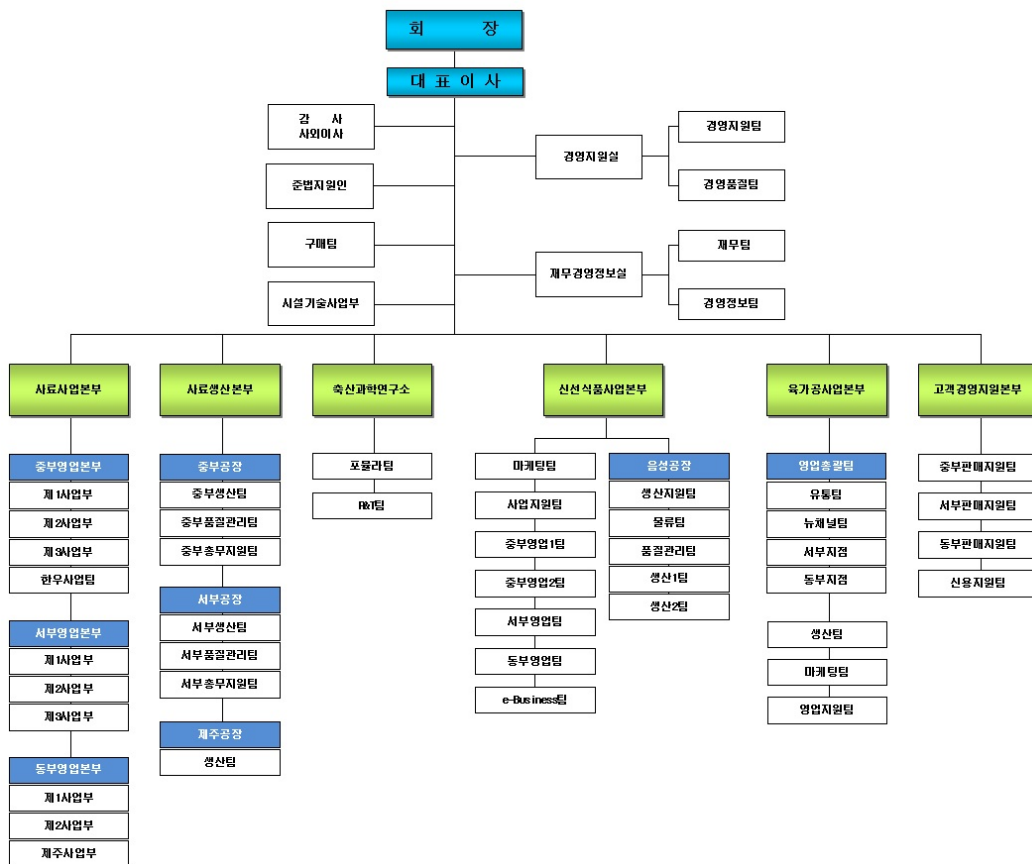 회 장
대 표 이 사
감 사
사외이사
경영지원실
경영지원팀
준법지원인
경영품질팀
구매팀
재무경영정보실
재무팀
시설기술사업부
경영정보팀
사료사업본부
사료생산본부
축산과학연구소
신선식품사업본부
육가공사업본부
고객경영지원본부
중부영업본부
제1사업부
제2사업부
제3사업부
한우사업팀
서부영업본부
제1사업부
제2사업부
제3사업부
동부영업본부
제1사업부
제2사업부
제주사업부
중부공장
중부생산팀
중부품질관리팀
중부총무지원팀
서부공장
서부생산팀
서부품질관리팀
서부총무지원팀
제주공장
생산팀
포뮬라팀
R&T팀
마케팅팀
사업지원팀
중부영업1팀
중부영업2팀
서부영업팀
동부영업팀
e-Business팀
음성공장
생산지원팀
물류팀
품질관리팀
생산1팀
생산2팀
영업총괄팀
유통팀
뉴채널팀
서부지점
동부지점
생산팀
마케팅팀
영업지원팀
중부판매지원팀
서부판매지원팀
동부판매지원팀
신용지원팀